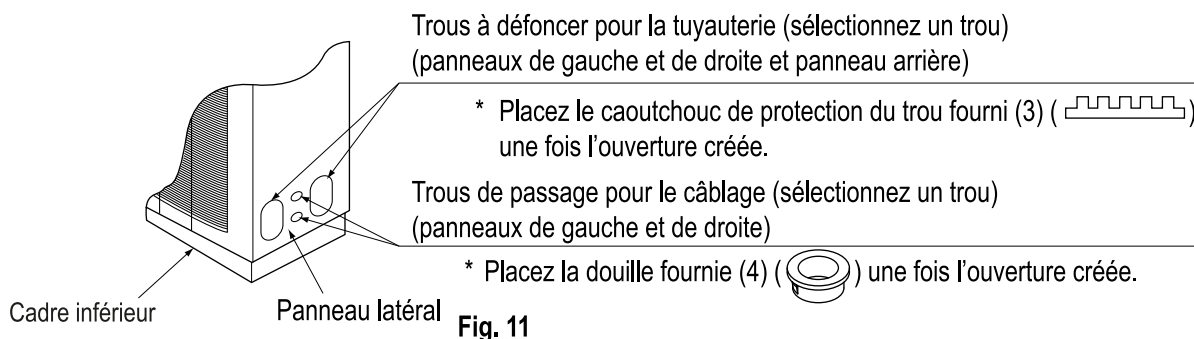 Trous à défoncer pour la tuyauterie (sélectionnez un trou)
(panneaux de gauche et de droite et panneau arrière)
* Placez le caoutchouc de protection du trou fourni (3) ( )
une fois l’ouverture créée.
Trous de passage pour le câblage (sélectionnez un trou)
(panneaux de gauche et de droite)
* Placez la douille fournie (4) ( ) une fois l’ouverture créée.
Cadre inférieur
Panneau latéral
Fig. 11